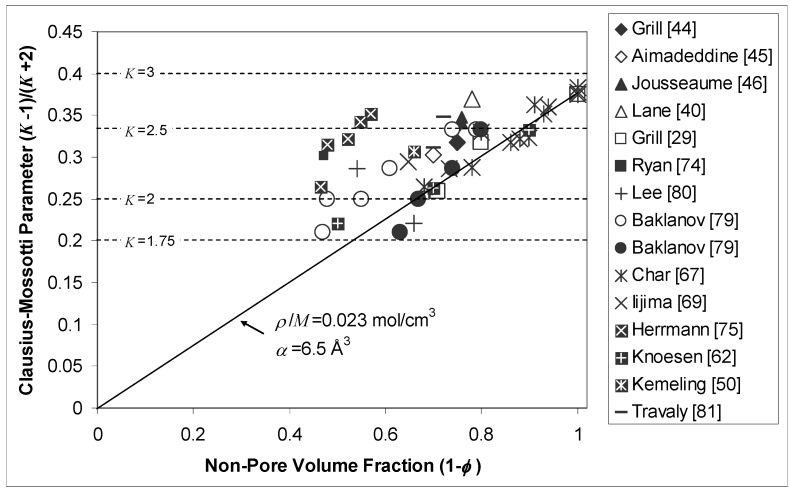 Clausius-Mossotti Parameter (K-1)/(K+2)
0.45
0.4
0.35
0.3
0.25
0.2
0.15
0.1
0.05
0
K=3
K=2.5
K=2
K=1.75
ρ/M=0.023 mol/cm³
α=6.5 Å³
0 0.2 0.4 0.6 0.8 1
Non-Pore Volume Fraction (1-ϕ)
Grill [44]
Aimadeddine [45]
Jousseaume [46]
Lane [40]
Grill [29]
Ryan [74]
Lee [80]
Baklanov [79]
Baklanov [79]
Char [67]
Iijima [69]
Herrmann [75]
Knoesen [62]
Kemeling [50]
Travaly [81]